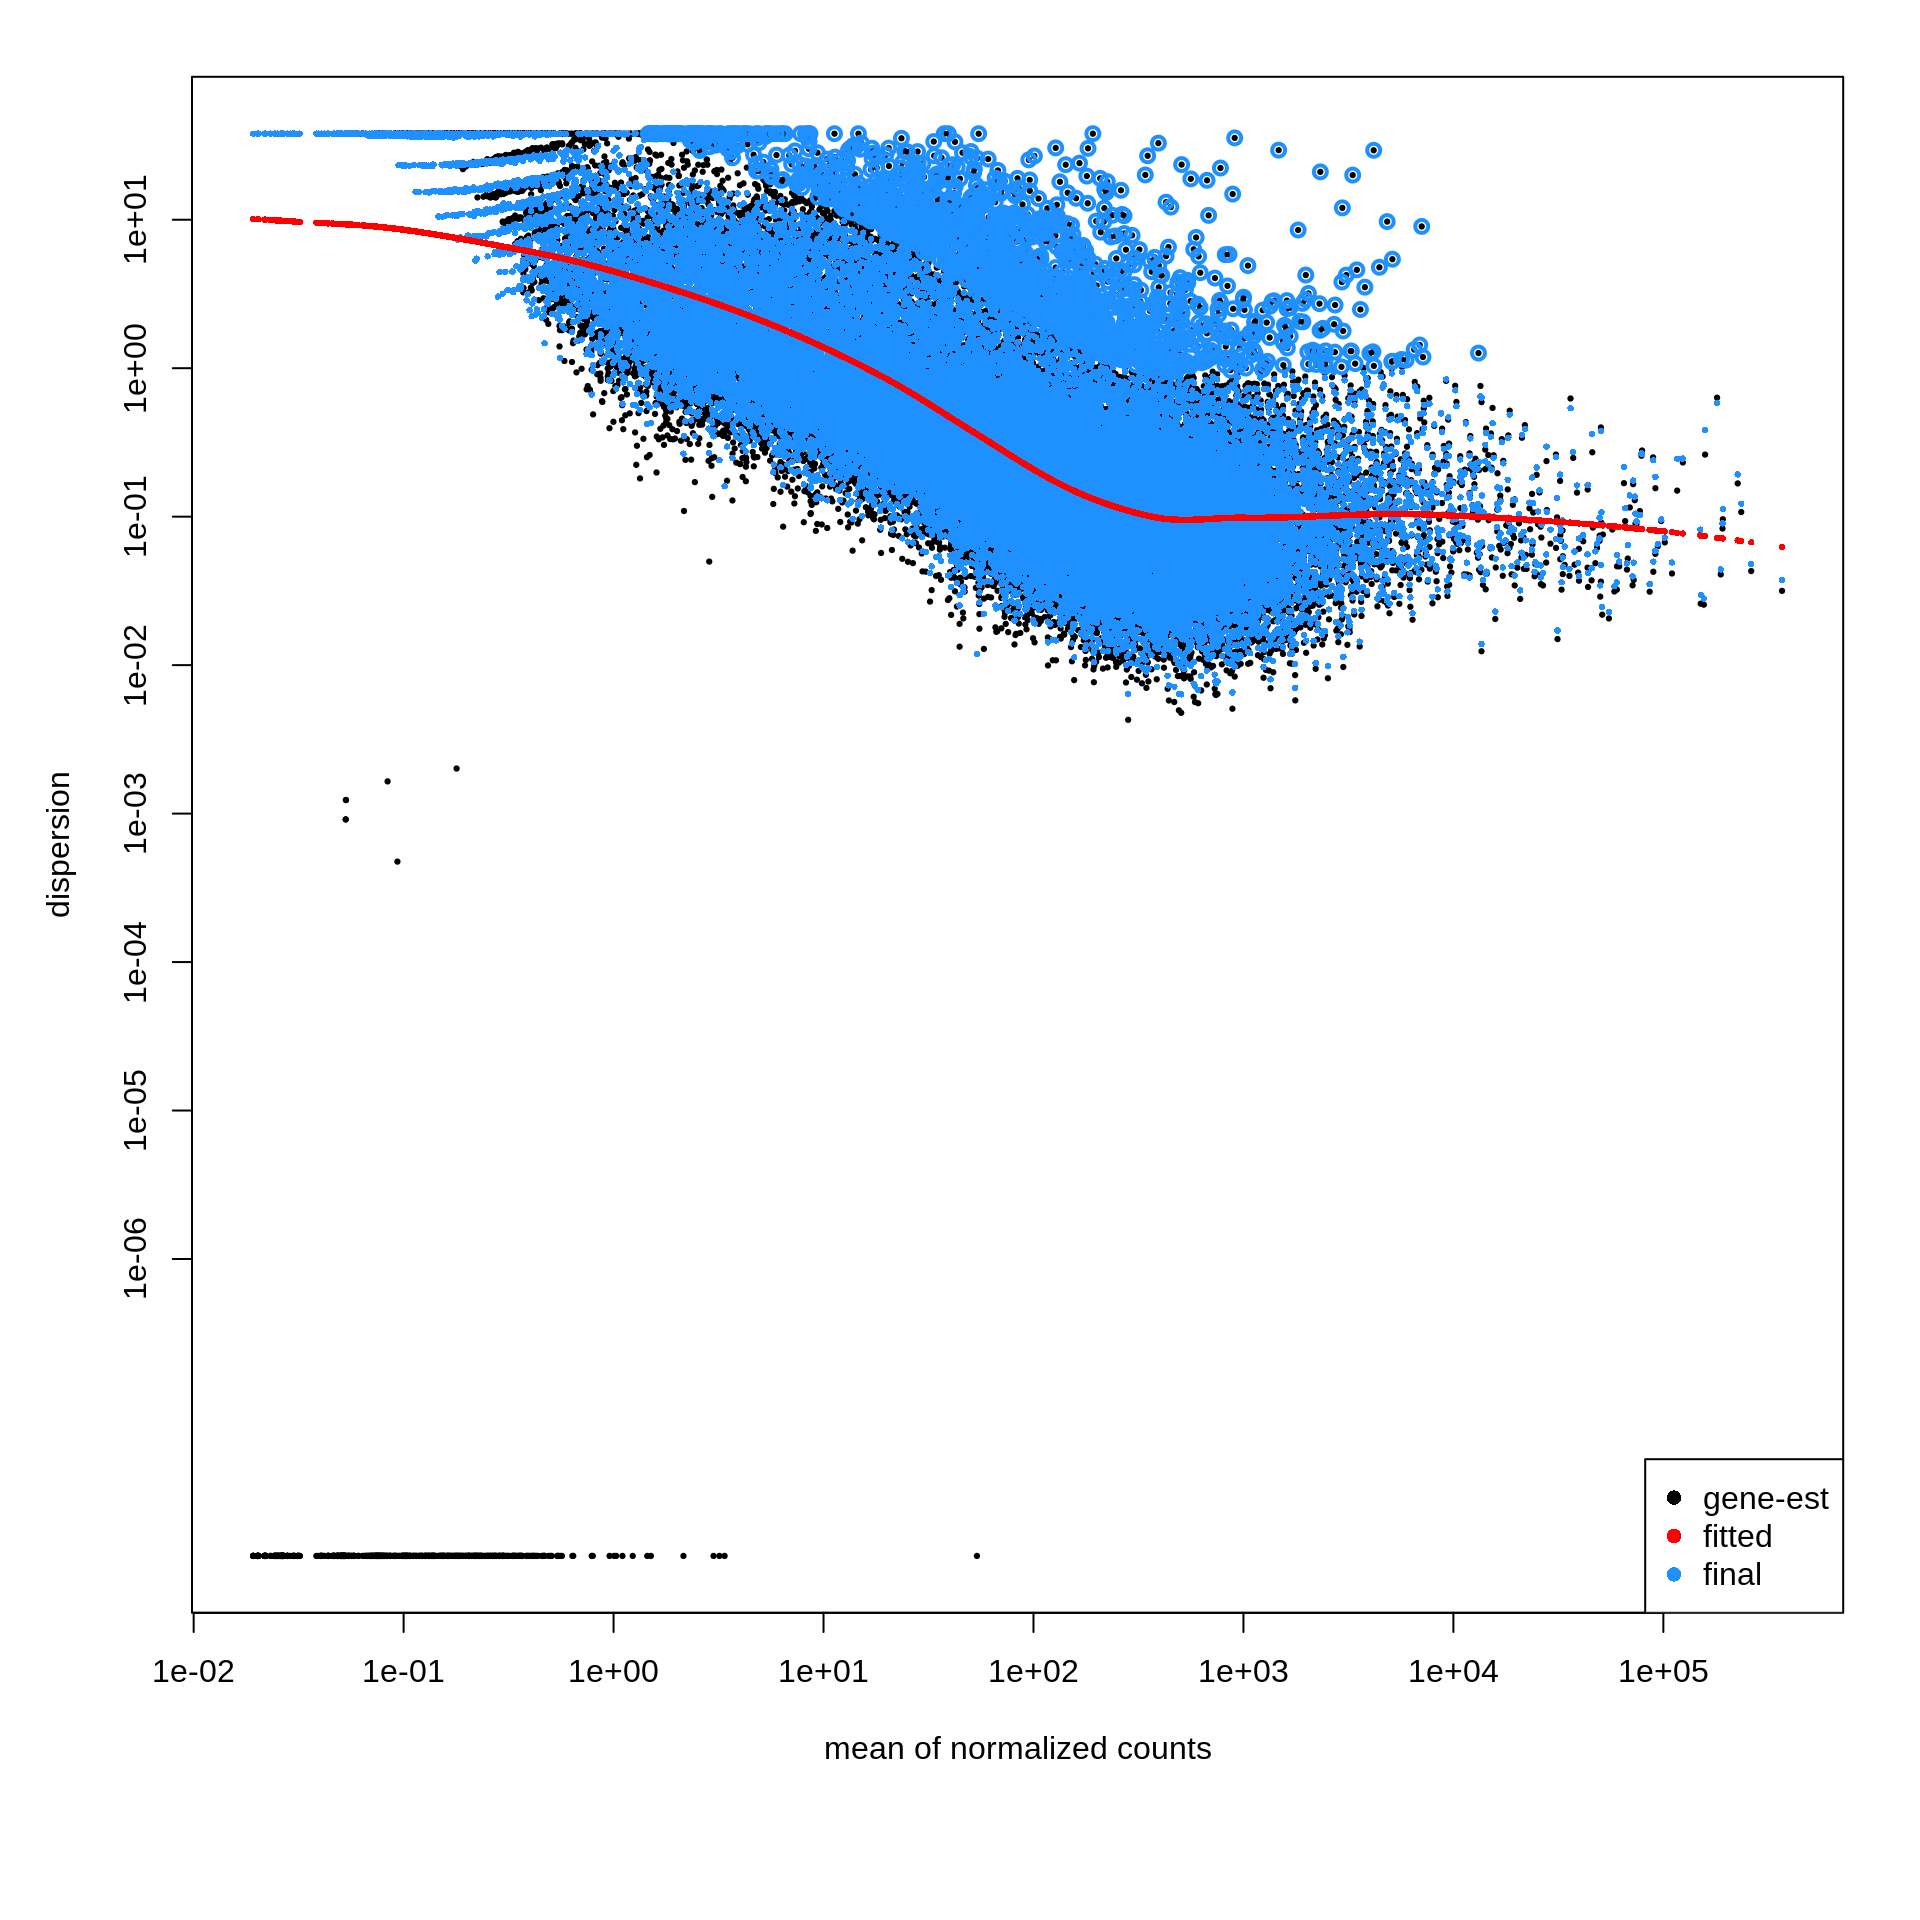 1e+01
1e+00
1e-01
1e-02
1e-03
1e-04
1e-05
1e-06
dispersion
gene-est
fitted
final
1e-02 1e-01 1e+00 1e+01 1e+02 1e+03 1e+04 1e+05
mean of normalized counts